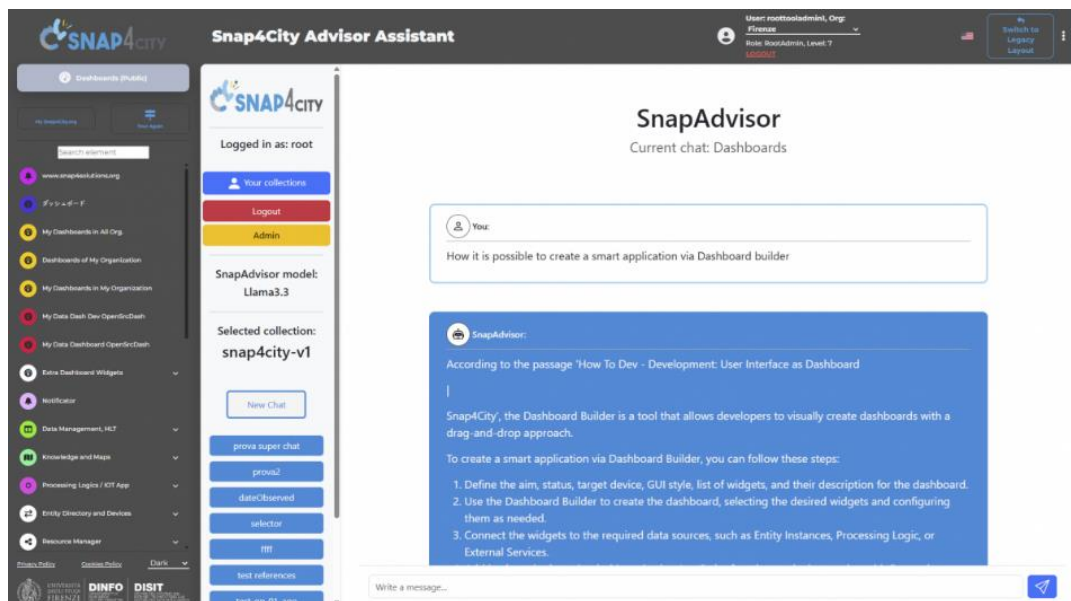 SNAP4CITY
Snap4City Advisor Assistant
User: roottooladmin1, Org:
Firenze
Role: RootAdmin, Level: 7
LOGOUT
Switch to
Legacy
Layout
Dashboards (Public)
My Snap4City.org
Tour Again
Search element
www.snap4solutions.org
ダッシュボード
My Dashboards in All Org.
Dashboards of My Organization
My Dashboards in My Organization
My Data Dash Dev OpenSrcDash
My Data Dashboard OpenSrcDash
Extra Dashboard Widgets
Notificator
Data Management, HLT
Knowledge and Maps
Processing Logics / IOT App
Entity Directory and Devices
Resource Manager
Privacy Policy
Cookies Policy
Dark
UNIVERSITÀ
DEGLI STUDI
FIRENZE
DINFO
DISIT
SNAP4CITY
Logged in as: root
Your collections
Logout
Admin
SnapAdvisor model:
Llama3.3
Selected collection:
snap4city-v1
New Chat
prova super chat
prova2
dateObserved
selector
ffff
test references
SnapAdvisor
Current chat: Dashboards
You:
How it is possible to create a smart application via Dashboard builder
SnapAdvisor:
According to the passage 'How To Dev - Development: User Interface as Dashboard
|
Snap4City', the Dashboard Builder is a tool that allows developers to visually create dashboards with a
drag-and-drop approach.
To create a smart application via Dashboard Builder, you can follow these steps:
1. Define the aim, status, target device, GUI style, list of widgets, and their description for the dashboard.
2. Use the Dashboard Builder to create the dashboard, selecting the desired widgets and configuring
them as needed.
3. Connect the widgets to the required data sources, such as Entity Instances, Processing Logic, or
External Services.
Write a message...